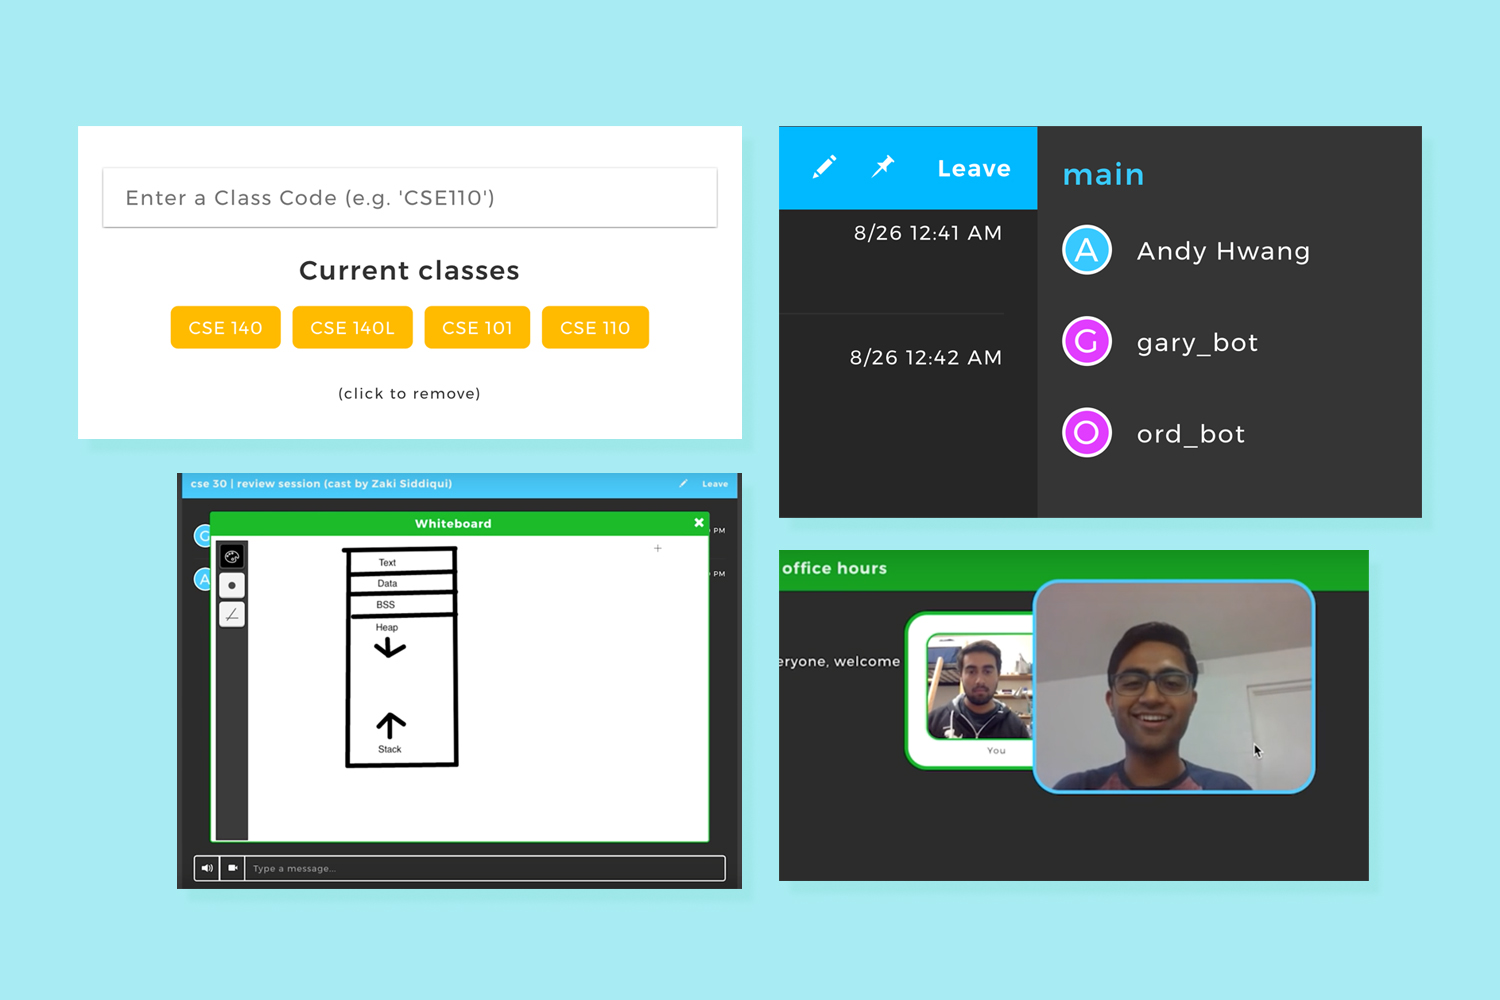 Enter a Class Code (e.g. 'CSE110')
Current classes
CSE 140 CSE 140L CSE 101 CSE 110
(click to remove)
Leave
8/26 12:41 AM
8/26 12:42 AM
main
A Andy Hwang
G gary_bot
O ord_bot
cse 30 | review session (cast by Zaki Siddiqui)
Leave
Whiteboard
G
PM
A
PM
Text
Data
BSS
Heap
Stack
Type a message...
office hours
eryone, welcome
You